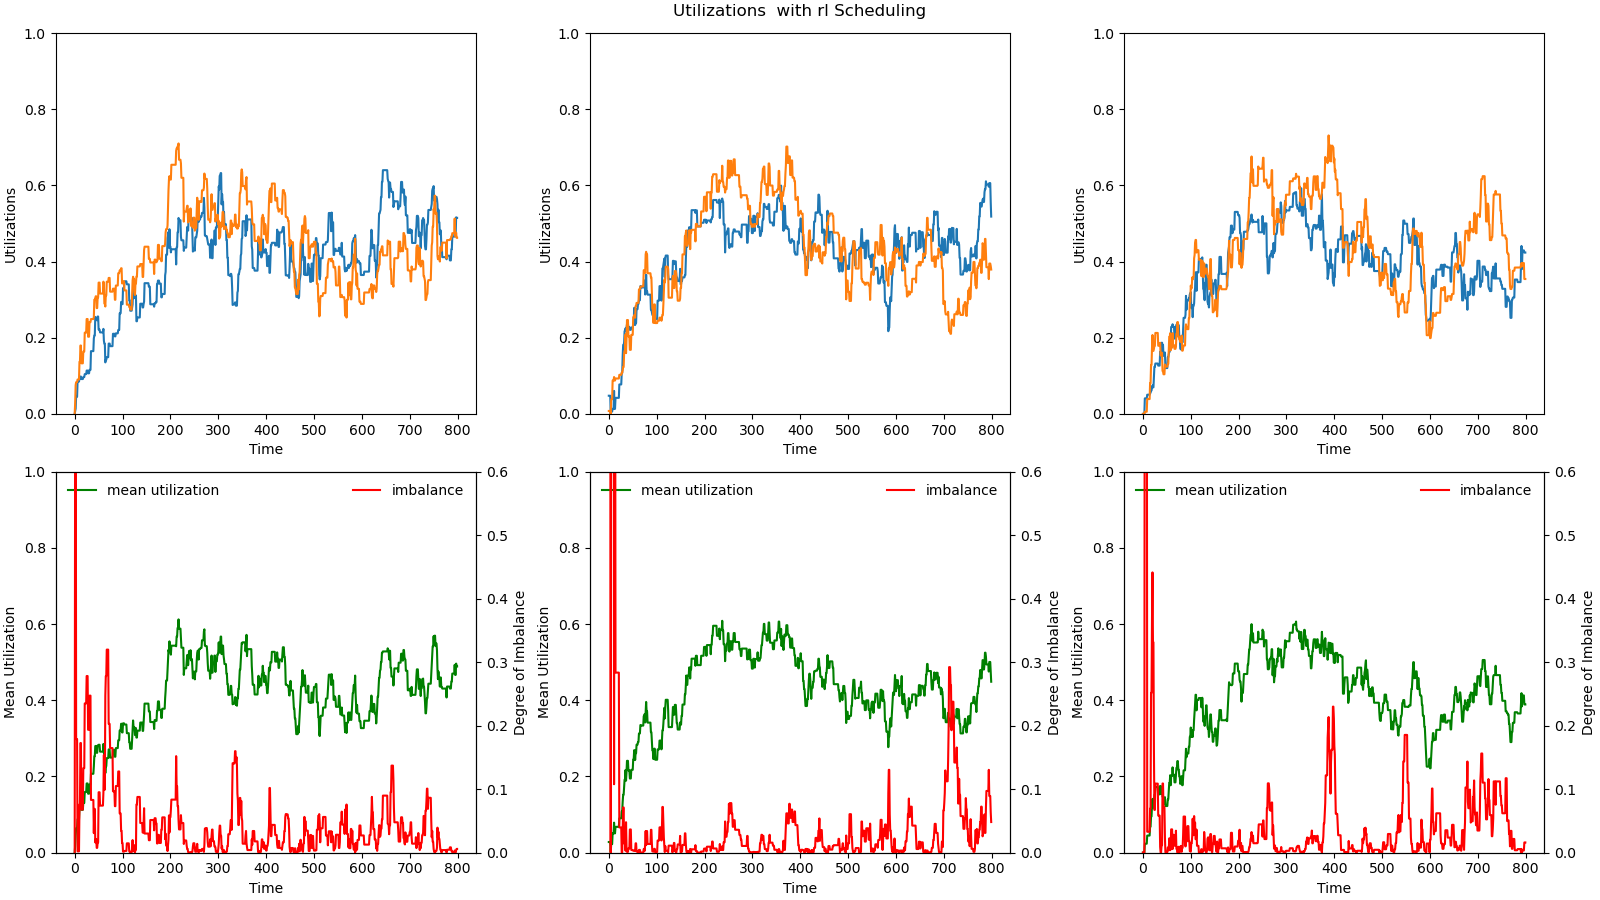 Utilizations  with rl Scheduling
1.0 0.8 0.6 0.4 0.2 0.0
Utilizations
0 100 200 300 400 500 600 700 800
Time
1.0 0.8 0.6 0.4 0.2 0.0
Utilizations
0 100 200 300 400 500 600 700 800
Time
1.0 0.8 0.6 0.4 0.2 0.0
Utilizations
0 100 200 300 400 500 600 700 800
Time
mean utilization
imbalance
1.0 0.8 0.6 0.4 0.2 0.0
Mean Utilization
0.6 0.5 0.4 0.3 0.2 0.1 0.0
Degree of Imbalance
0 100 200 300 400 500 600 700 800
Time
mean utilization
imbalance
1.0 0.8 0.6 0.4 0.2 0.0
Mean Utilization
0.6 0.5 0.4 0.3 0.2 0.1 0.0
Degree of Imbalance
0 100 200 300 400 500 600 700 800
Time
mean utilization
imbalance
1.0 0.8 0.6 0.4 0.2 0.0
Mean Utilization
0.6 0.5 0.4 0.3 0.2 0.1 0.0
Degree of Imbalance
0 100 200 300 400 500 600 700 800
Time